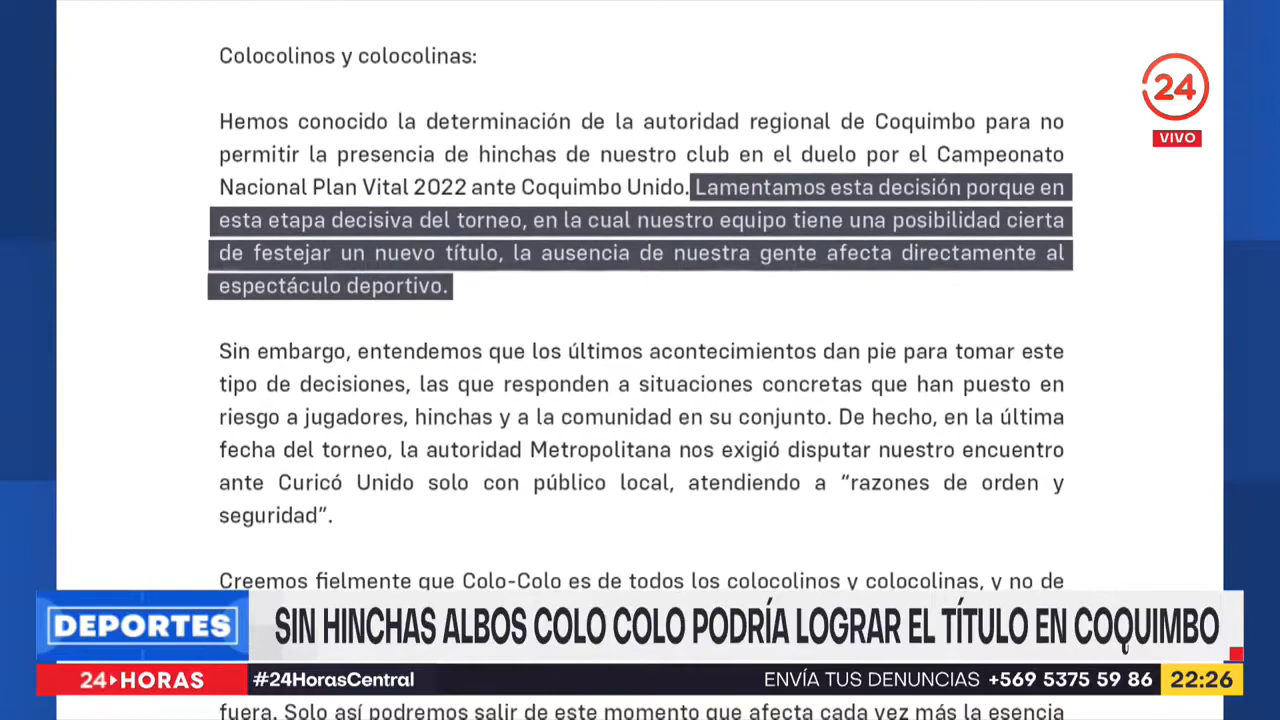 Colocolinos y colocolinas:
Hemos conocido la determinación de la autoridad regional de Coquimbo para no
permitir la presencia de hinchas de nuestro club en el duelo por el Campeonato
Nacional Plan Vital 2022 ante Coquimbo Unido. Lamentamos esta decisión porque en
esta etapa decisiva del torneo, en la cual nuestro equipo tiene una posibilidad cierta
de festejar un nuevo título, la ausencia de nuestra gente afecta directamente al
espectáculo deportivo.
Sin embargo, entendemos que los últimos acontecimientos dan pie para tomar este
tipo de decisiones, las que responden a situaciones concretas que han puesto en
riesgo a jugadores, hinchas y a la comunidad en su conjunto. De hecho, en la última
fecha del torneo, la autoridad Metropolitana nos exigió disputar nuestro encuentro
ante Curicó Unido solo con público local, atendiendo a “razones de orden y
seguridad”.
Creemos fielmente que Colo-Colo es de todos los colocolinos y colocolinas, y no de
24
VIVO
DEPORTES
SIN HINCHAS ALBOS COLO COLO PODRÍA LOGRAR EL TÍTULO EN COQUIMBO
24 HORAS
#24HorasCentral
ENVÍA TUS DENUNCIAS +569 5375 59 86
22:26
fuera. Solo así podremos salir de este momento que afecta cada vez más la esencia